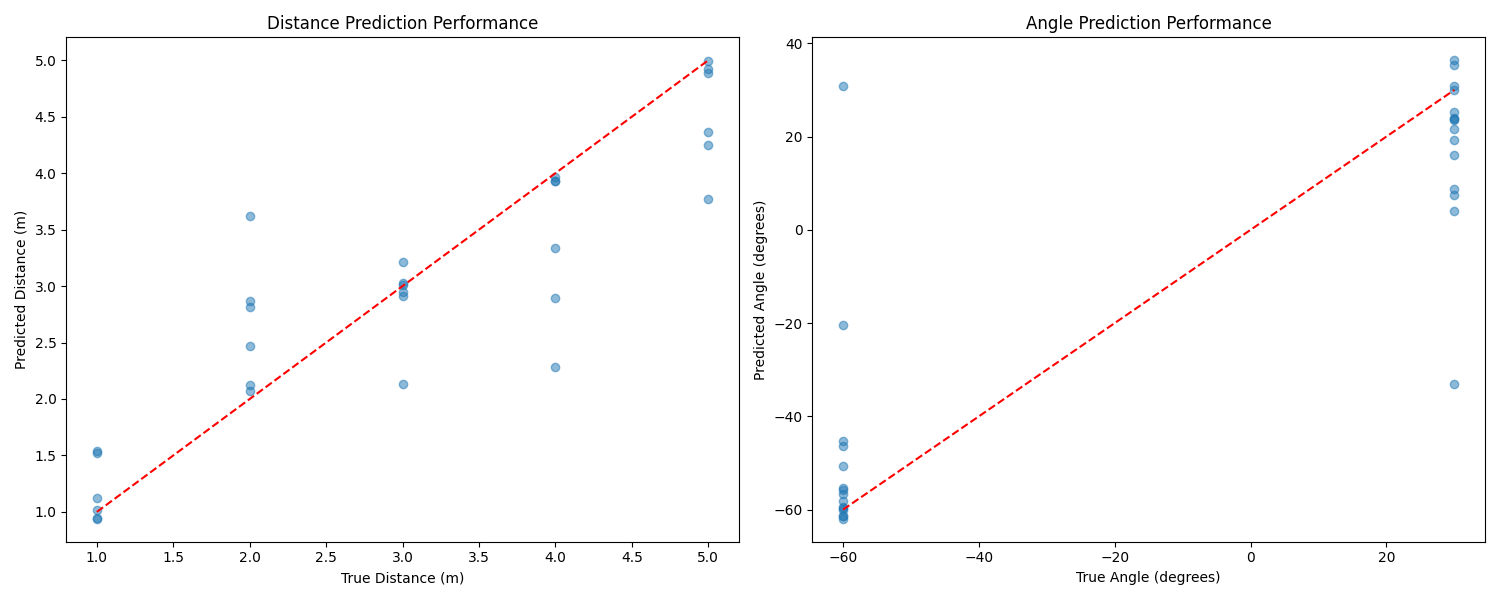 Distance Prediction Performance
5.0
4.5
4.0
3.5
3.0
2.5
2.0
1.5
1.0
Predicted Distance (m)
1.0 1.5 2.0 2.5 3.0 3.5 4.0 4.5 5.0
True Distance (m)
Angle Prediction Performance
40
20
0
−20
−40
−60
Predicted Angle (degrees)
−60 −40 −20 0 20
True Angle (degrees)